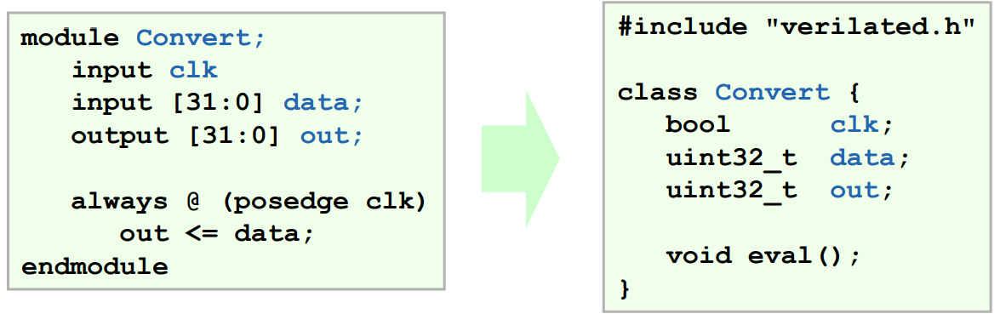 module Convert;
input clk
input [31:0] data;
output [31:0] out;
always @ (posedge clk)
out <= data;
endmodule
#include "verilated.h"
class Convert {
bool clk;
uint32_t data;
uint32_t out;
void eval();
}